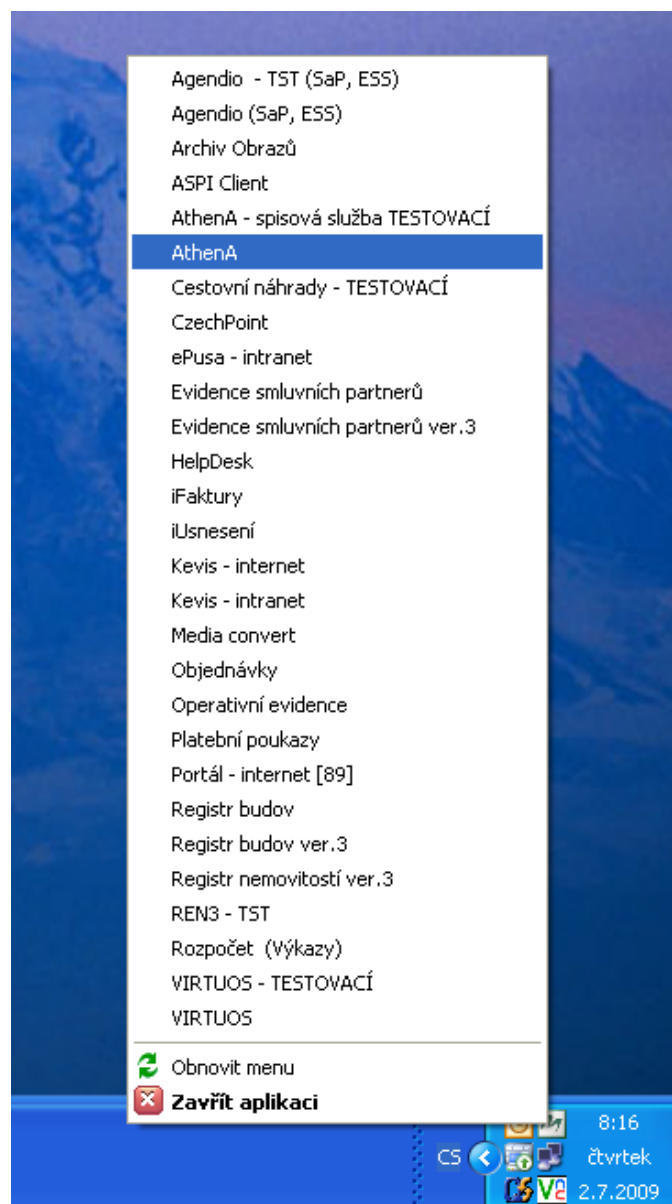 Agendio  - TST (SaP, ESS)
Agendio (SaP, ESS)
Archiv Obrazů
ASPI Client
AthenA - spisová služba TESTOVACÍ
AthenA
Cestovní náhrady - TESTOVACÍ
CzechPoint
ePusa - intranet
Evidence smluvních partnerů
Evidence smluvních partnerů ver.3
HelpDesk
iFaktury
iUsnesení
Kevis - internet
Kevis - intranet
Media convert
Objednávky
Operativní evidence
Platební poukazy
Portál - internet [89]
Registr budov
Registr budov ver.3
Registr nemovitostí ver.3
REN3 - TST
Rozpočet  (Výkazy)
VIRTUOS - TESTOVACÍ
VIRTUOS
Obnovit menu
Zavřít aplikaci
8:16
CS čtvrtek
V2 2.7.2009